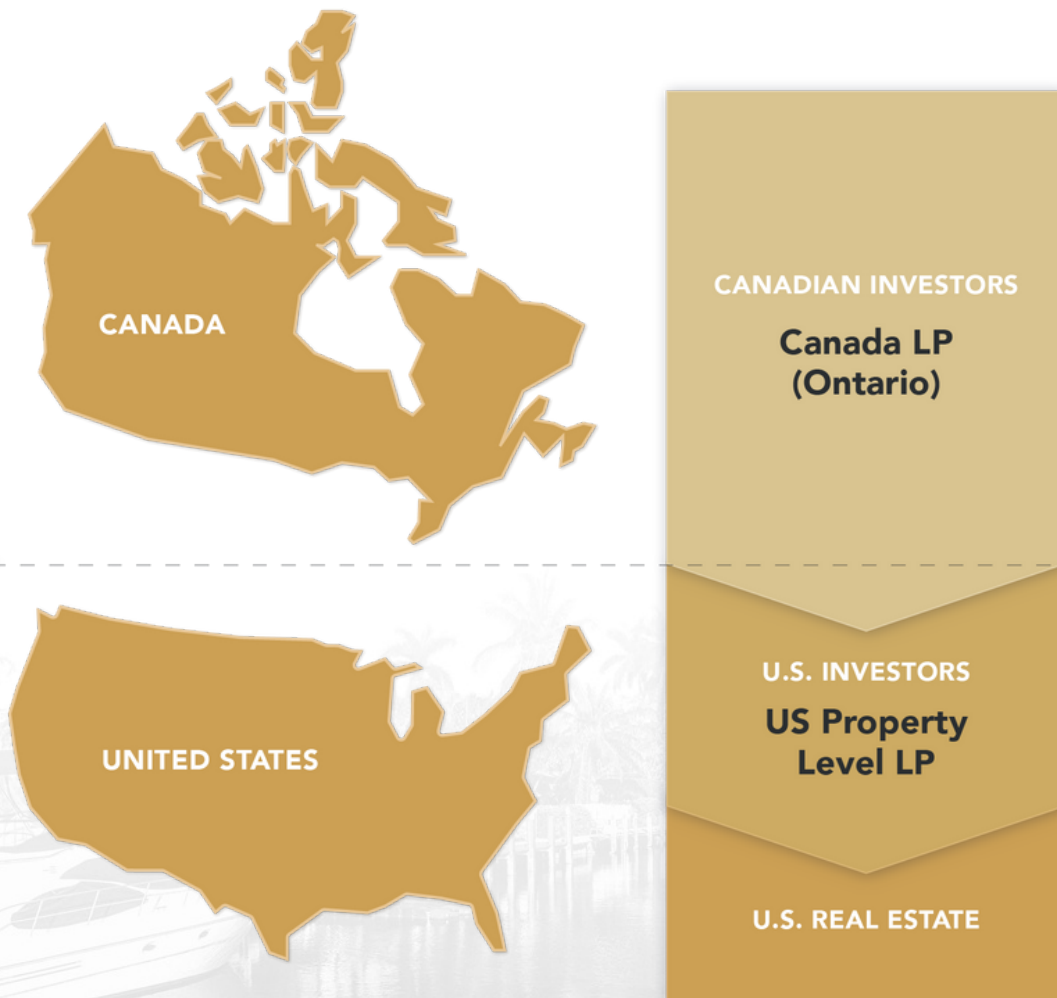 CANADA
CANADIAN INVESTORS
Canada LP
(Ontario)
UNITED STATES
U.S. INVESTORS
US Property
Level LP
U.S. REAL ESTATE